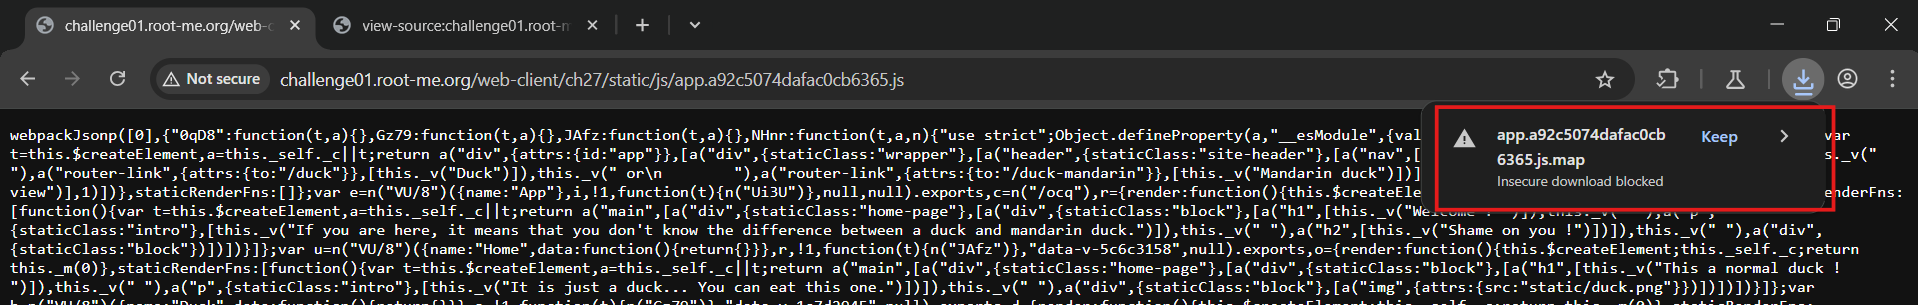 challenge01.root-me.org/web-c
view-source:challenge01.root-m
Not secure
challenge01.root-me.org/web-client/ch27/static/js/app.a92c5074dafac0cb6365.js
app.a92c5074dafac0cb
6365.js.map
Keep
Insecure download blocked
webpackJsonp([0],{"0qD8":function(t,a){},Gz79:function(t,a){},JAfz:function(t,a){},NHnr:function(t,a,n){"use strict";Object.defineProperty(a,"__esModule",{val var
t=this.$createElement,a=this._self._c||t;return a("div",{attrs:{id:"app"}},[a("div",{staticClass:"wrapper"},[a("header",{staticClass:"site-header"},[a("nav",[ s._v("
"),a("router-link",{attrs:{to:"/duck"}},[this._v("Duck")]),this._v(" or\n "),a("router-link",{attrs:{to:"/duck-mandarin"}},[this._v("Mandarin duck")])]
view")],1)])},staticRenderFns:[]};var e=n("VU/8")({name:"App"},i,!1,function(t){n("Ui3U")},null,null).exports,c=n("/ocq"),r={render:function(){this.$createEleme enderFns:
[function(){var t=this.$createElement,a=this._self._c||t;return a("main",[a("div",{staticClass:"home-page"},[a("div",{staticClass:"block"},[a("h1",[this._v("Welcome
{staticClass:"intro"},[this._v("If you are here, it means that you don't know the difference between a duck and mandarin duck.")]),this._v(" "),a("h2",[this._v("Shame on you !")])]),this._v(" "),a("div",
{staticClass:"block"})])])}]};var u=n("VU/8")({name:"Home",data:function(){return{}}},r,!1,function(t){n("JAfz")},"data-v-5c6c3158",null).exports,o={render:function(){this.$createElement;this._self._c;return
this._m(0)},staticRenderFns:[function(){var t=this.$createElement,a=this._self._c||t;return a("main",[a("div",{staticClass:"home-page"},[a("div",{staticClass:"block"},[a("h1",[this._v("This a normal duck !
")]),this._v(" "),a("p",{staticClass:"intro"},[this._v("It is just a duck... You can eat this one.")])]),this._v(" "),a("div",{staticClass:"block"},[a("img",{attrs:{src:"static/duck.png"}})])])])}]};var